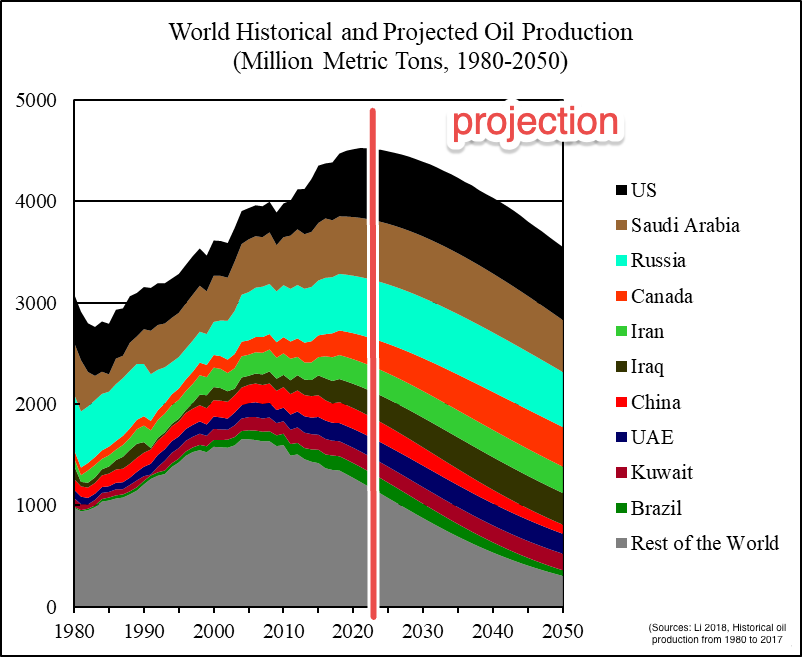 World Historical and Projected Oil Production
(Million Metric Tons, 1980-2050)
projection
5000
4000
3000
2000
1000
0
1980 1990 2000 2010 2020 2030 2040 2050
US
Saudi Arabia
Russia
Canada
Iran
Iraq
China
UAE
Kuwait
Brazil
Rest of the World
(Sources: Li 2018, Historical oil
production from 1980 to 2017